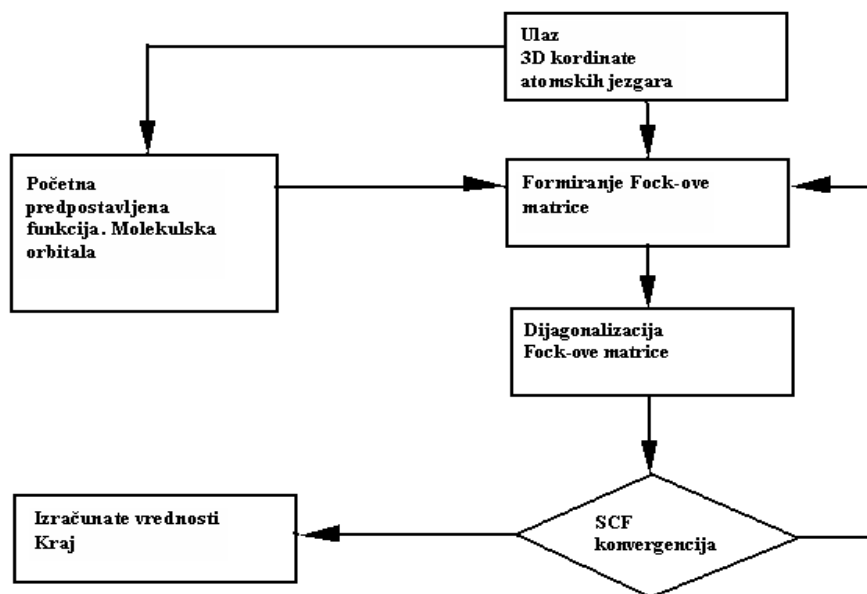 Ulaz
3D kordinate
atomskih jezgara
Početna
predpostavljena
funkcija. Molekulska
orbitala
Formiranje Fock-ove
matrice
Dijagonalizacija
Fock-ove matrice
SCF
konvergencija
Izračunate vrednosti
Kraj